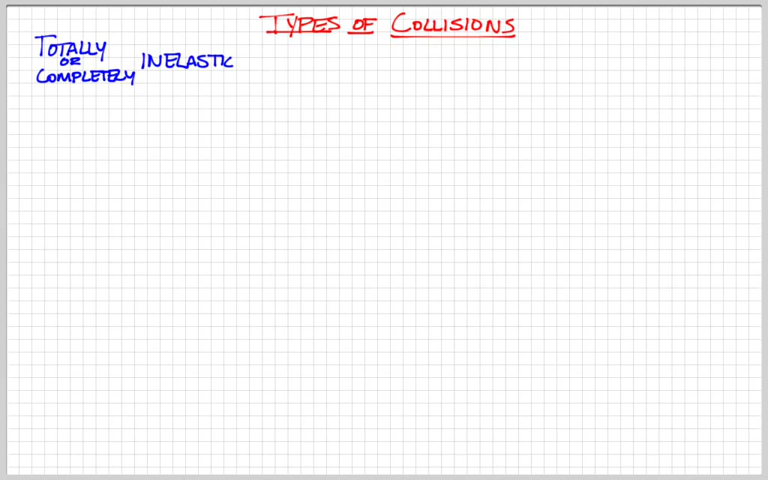 TYPES OF COLLISIONS
TOTALLY
OR
COMPLETELY
INELASTIC